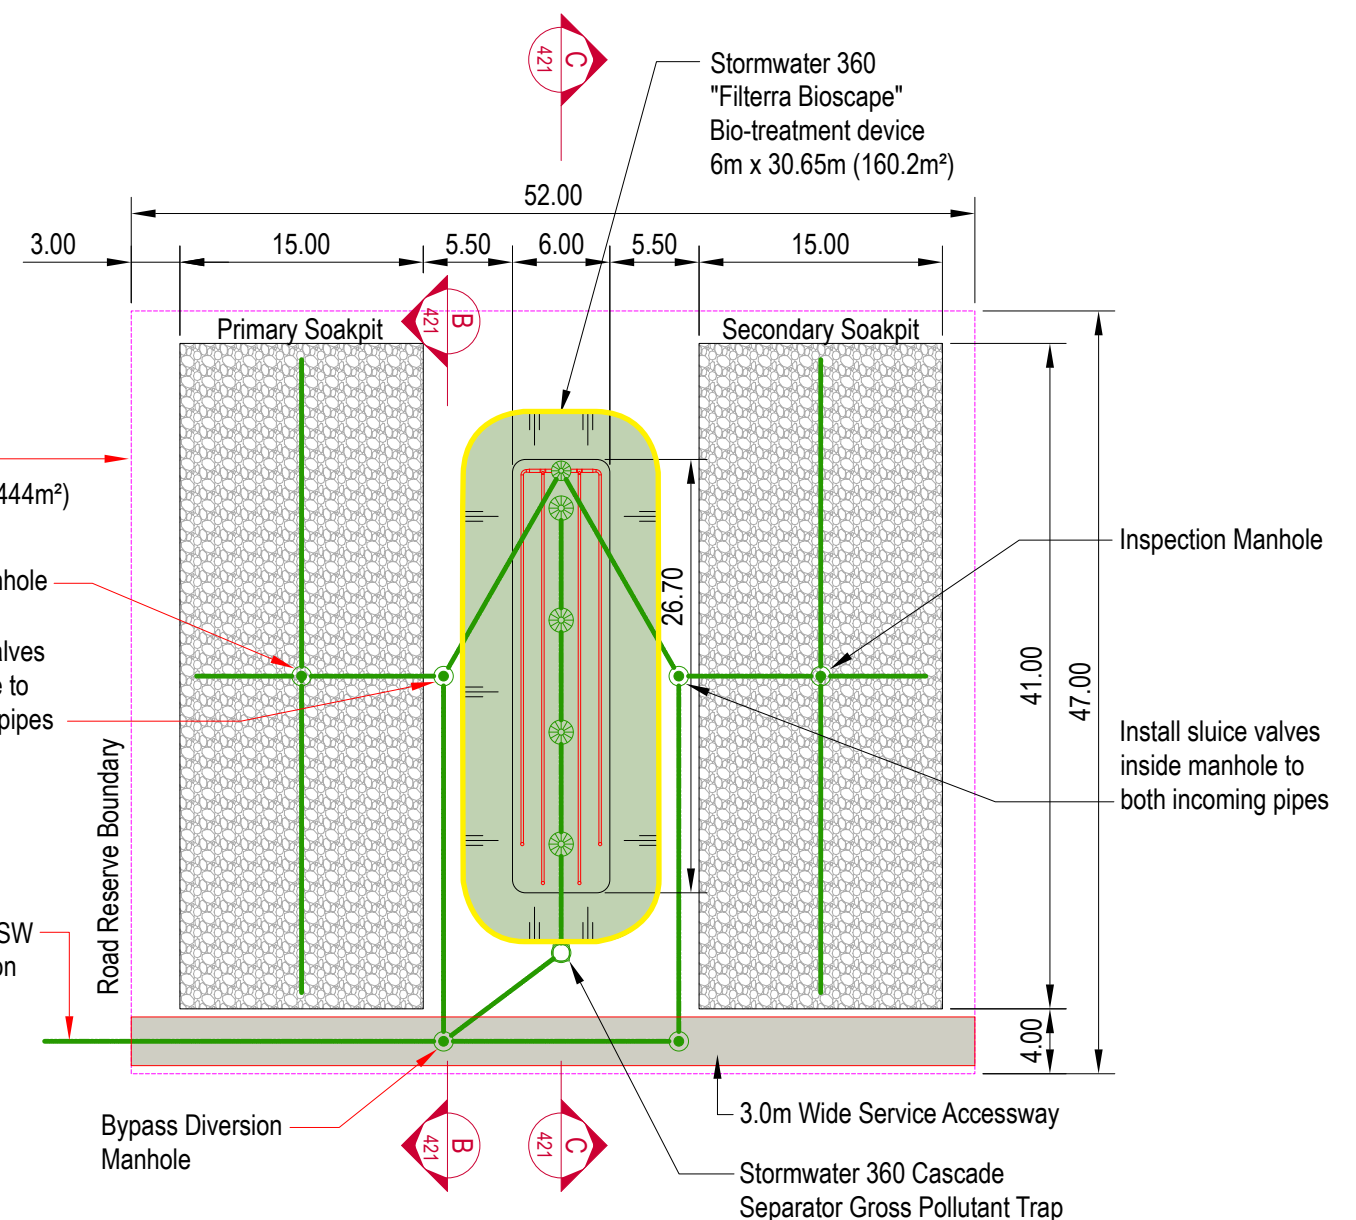 C
421
Stormwater 360
"Filterra Bioscape"
Bio-treatment device
6m x 30.65m (160.2m²)
52.00
3.00
15.00
5.50
6.00
5.50
15.00
B
421
Primary Soakpit
Secondary Soakpit
444m²)
Inspection Manhole
26.70
41.00
47.00
alves
e to
pipes
Install sluice valves
inside manhole to
both incoming pipes
Road Reserve Boundary
SW
4.00
Bypass Diversion
Manhole
B
421
C
421
3.0m Wide Service Accessway
Stormwater 360 Cascade
Separator Gross Pollutant Trap